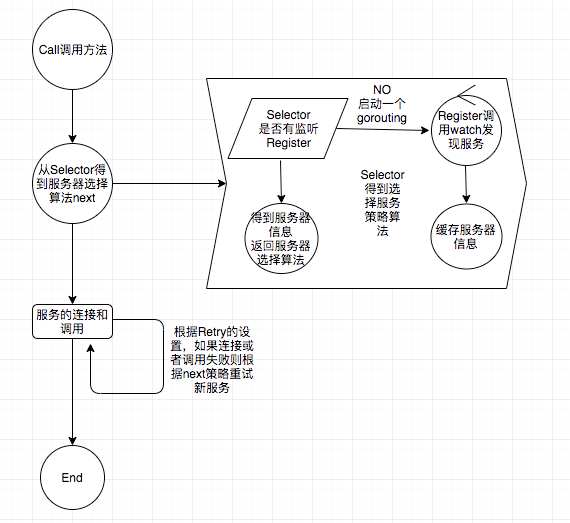 Call调用方法
从Selector得
到服务器选择
算法next
服务的连接和
调用
根据Retry的设
置，如果连接或
者调用失败则根
据next策略重试
新服务
End
Selector
是否有监听
Register
NO
启动一个
gorouting
Register调
用watch发
现服务
Selector
得到选
择服务
策略算
法
得到服务器
信息
返回服务器
选择算法
缓存服务器
信息